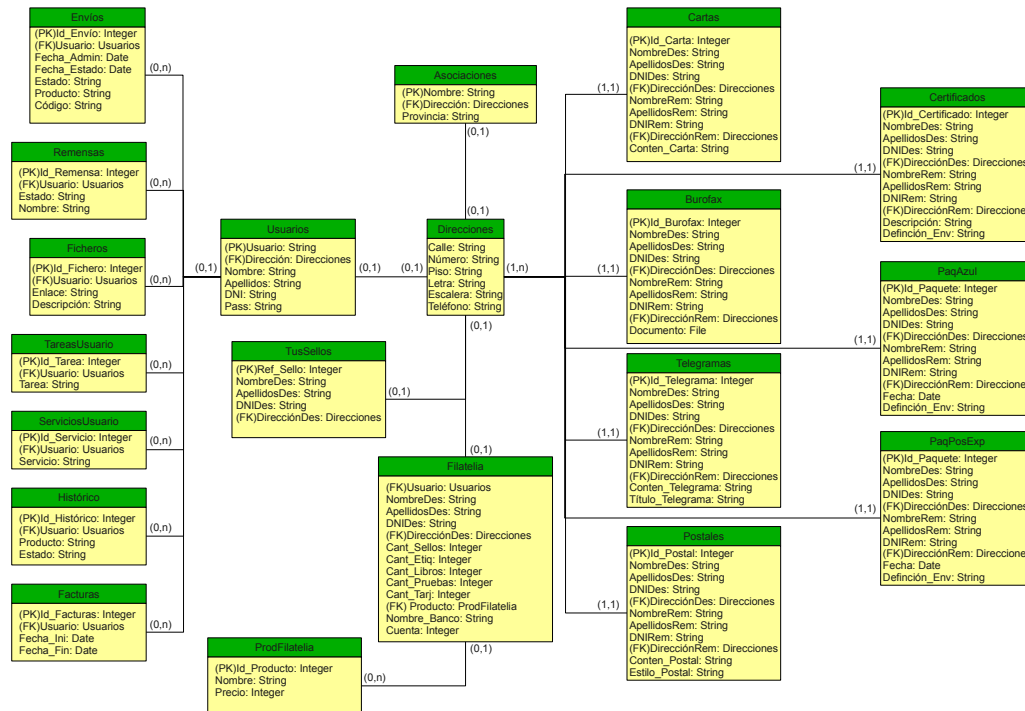 Envíos
(PK)Id_Envío: Integer
(FK)Usuario: Usuarios
Fecha_Admin: Date
Fecha_Estado: Date
Estado: String
Producto: String
Código: String
(0,n)
Remensas
(PK)Id_Remensa: Integer
(FK)Usuario: Usuarios
Estado: String
Nombre: String
(0,n)
Ficheros
(PK)Id_Fichero: Integer
(FK)Usuario: Usuarios
Enlace: String
Descripción: String
(0,n)
TareasUsuario
(PK)Id_Tarea: Integer
(FK)Usuario: Usuarios
Tarea: String
(0,n)
ServiciosUsuario
(PK)Id_Servicio: Integer
(FK)Usuario: Usuarios
Servicio: String
(0,n)
Histórico
(PK)Id_Histórico: Integer
(FK)Usuario: Usuarios
Producto: String
Estado: String
(0,n)
Facturas
(PK)Id_Facturas: Integer
(FK)Usuario: Usuarios
Fecha_Ini: Date
Fecha_Fin: Date
(0,n)
(0,1)
Usuarios
(PK)Usuario: String
(FK)Dirección: Direcciones
Nombre: String
Apellidos: String
DNI: String
Pass: String
(0,1)
Asociaciones
(PK)Nombre: String
(FK)Dirección: Direcciones
Provincia: String
(0,1)
(0,1)
(0,1)
Direcciones
Calle: String
Número: String
Piso: String
Letra: String
Escalera: String
Teléfono: String
(1,n)
(0,1)
TusSellos
(PK)Ref_Sello: Integer
NombreDes: String
ApellidosDes: String
DNIDes: String
(FK)DirecciónDes: Direcciones
(0,1)
(0,1)
Filatelia
(FK)Usuario: Usuarios
NombreDes: String
ApellidosDes: String
DNIDes: String
(FK)DirecciónDes: Direcciones
Cant_Sellos: Integer
Cant_Etiq: Integer
Cant_Libros: Integer
Cant_Pruebas: Integer
Cant_Tarj: Integer
(FK) Producto: ProdFilatelia
Nombre_Banco: String
Cuenta: Integer
(0,1)
ProdFilatelia
(PK)Id_Producto: Integer
Nombre: String
Precio: Integer
(0,n)
Cartas
(PK)Id_Carta: Integer
NombreDes: String
ApellidosDes: String
DNIDes: String
(FK)DirecciónDes: Direcciones
NombreRem: String
ApellidosRem: String
DNIRem: String
(FK)DirecciónRem: Direcciones
Conten_Carta: String
(1,1)
Burofax
(PK)Id_Burofax: Integer
NombreDes: String
ApellidosDes: String
DNIDes: String
(FK)DirecciónDes: Direcciones
NombreRem: String
ApellidosRem: String
DNIRem: String
(FK)DirecciónRem: Direcciones
Documento: File
(1,1)
Telegramas
(PK)Id_Telegrama: Integer
NombreDes: String
ApellidosDes: String
DNIDes: String
(FK)DirecciónDes: Direcciones
NombreRem: String
ApellidosRem: String
DNIRem: String
(FK)DirecciónRem: Direcciones
Conten_Telegrama: String
Título_Telegrama: String
(1,1)
Postales
(PK)Id_Postal: Integer
NombreDes: String
ApellidosDes: String
DNIDes: String
(FK)DirecciónDes: Direcciones
NombreRem: String
ApellidosRem: String
DNIRem: String
(FK)DirecciónRem: Direcciones
Conten_Postal: String
Estilo_Postal: String
(1,1)
Certificados
(PK)Id_Certificado: Integer
NombreDes: String
ApellidosDes: String
DNIDes: String
(FK)DirecciónDes: Direcciones
NombreRem: String
ApellidosRem: String
DNIRem: String
(FK)DirecciónRem: Direcciones
Descripción: String
Definción_Env: String
(1,1)
PaqAzul
(PK)Id_Paquete: Integer
NombreDes: String
ApellidosDes: String
DNIDes: String
(FK)DirecciónDes: Direcciones
NombreRem: String
ApellidosRem: String
DNIRem: String
(FK)DirecciónRem: Direcciones
Fecha: Date
Definción_Env: String
(1,1)
PaqPosExp
(PK)Id_Paquete: Integer
NombreDes: String
ApellidosDes: String
DNIDes: String
(FK)DirecciónDes: Direcciones
NombreRem: String
ApellidosRem: String
DNIRem: String
(FK)DirecciónRem: Direcciones
Fecha: Date
Definción_Env: String
(1,1)